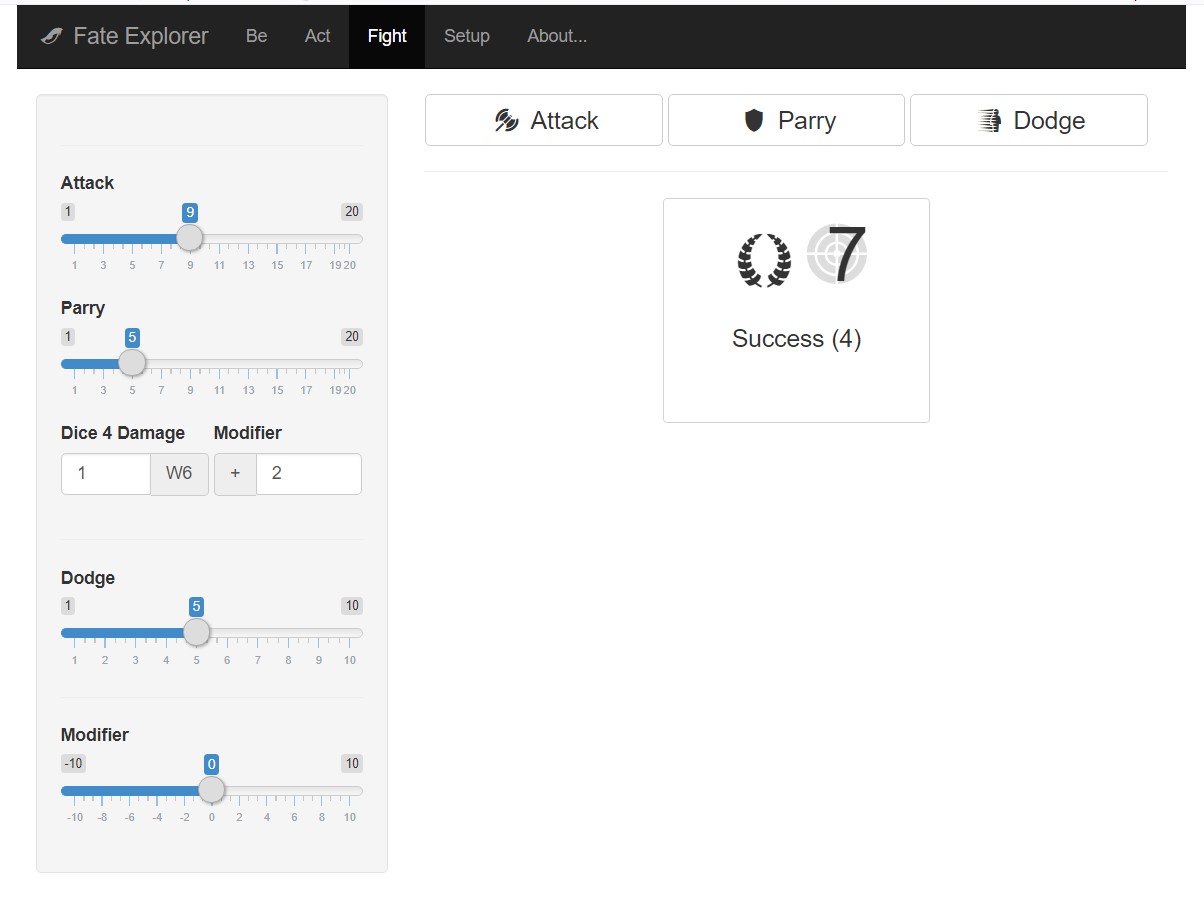 Fate Explorer Be Act Fight Setup About...
Attack Parry Dodge
Attack
1 9 20
1 3 5 7 9 11 13 15 17 19 20
Parry
1 5 20
1 3 5 7 9 11 13 15 17 19 20
Dice 4 Damage Modifier
1 W6 + 2
Dodge
1 5 10
1 2 3 4 5 6 7 8 9 10
Modifier
-10 0 10
-10 -8 -6 -4 -2 0 2 4 6 8 10
7
Success (4)